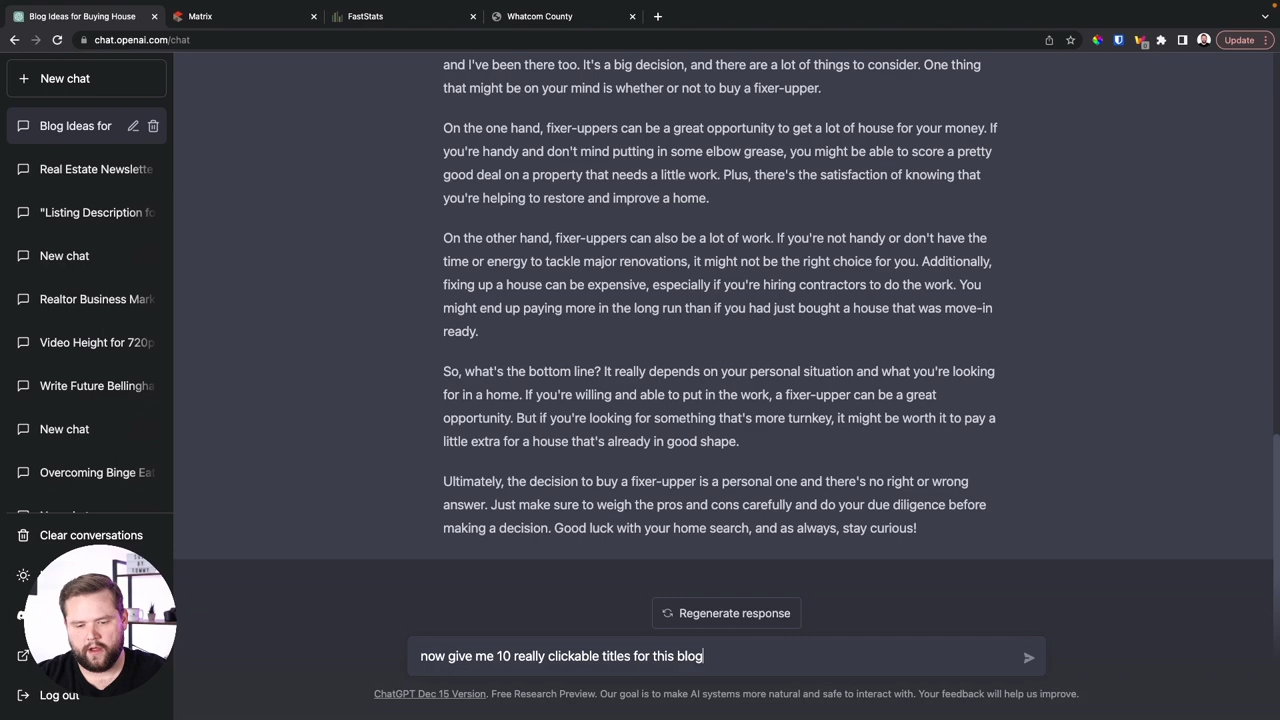 Blog Ideas for Buying House
Matrix
FastStats
Whatcom County
chat.openai.com/chat
Update
New chat
Blog Ideas for
Real Estate Newslette
"Listing Description fo
New chat
Realtor Business Mark
Video Height for 720p
Write Future Bellingha
New chat
Overcoming Binge Eat
Clear conversations
Log out
and I've been there too. It's a big decision, and there are a lot of things to consider. One thing
that might be on your mind is whether or not to buy a fixer-upper.
On the one hand, fixer-uppers can be a great opportunity to get a lot of house for your money. If
you're handy and don't mind putting in some elbow grease, you might be able to score a pretty
good deal on a property that needs a little work. Plus, there's the satisfaction of knowing that
you're helping to restore and improve a home.
On the other hand, fixer-uppers can also be a lot of work. If you're not handy or don't have the
time or energy to tackle major renovations, it might not be the right choice for you. Additionally,
fixing up a house can be expensive, especially if you're hiring contractors to do the work. You
might end up paying more in the long run than if you had just bought a house that was move-in
ready.
So, what's the bottom line? It really depends on your personal situation and what you're looking
for in a home. If you're willing and able to put in the work, a fixer-upper can be a great
opportunity. But if you're looking for something that's more turnkey, it might be worth it to pay a
little extra for a house that's already in good shape.
Ultimately, the decision to buy a fixer-upper is a personal one and there's no right or wrong
answer. Just make sure to weigh the pros and cons carefully and do your due diligence before
making a decision. Good luck with your home search, and as always, stay curious!
Regenerate response
now give me 10 really clickable titles for this blog
ChatGPT Dec 15 Version. Free Research Preview. Our goal is to make AI systems more natural and safe to interact with. Your feedback will help us improve.